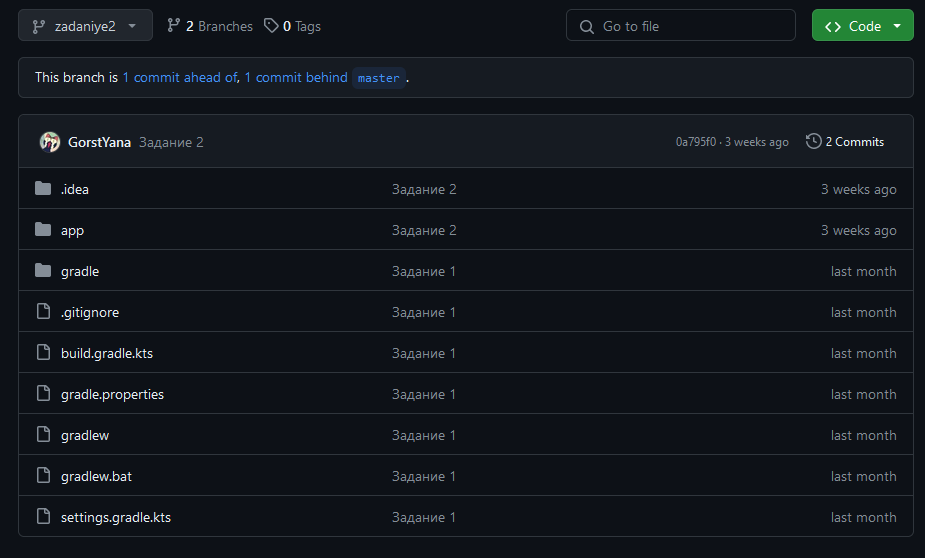 zadaniye2 2 Branches 0 Tags Go to file Code
This branch is 1 commit ahead of, 1 commit behind master .
GorstYana Задание 2 0a795f0 · 3 weeks ago 2 Commits
.idea Задание 2 3 weeks ago
app Задание 2 3 weeks ago
gradle Задание 1 last month
.gitignore Задание 1 last month
build.gradle.kts Задание 1 last month
gradle.properties Задание 1 last month
gradlew Задание 1 last month
gradlew.bat Задание 1 last month
settings.gradle.kts Задание 1 last month